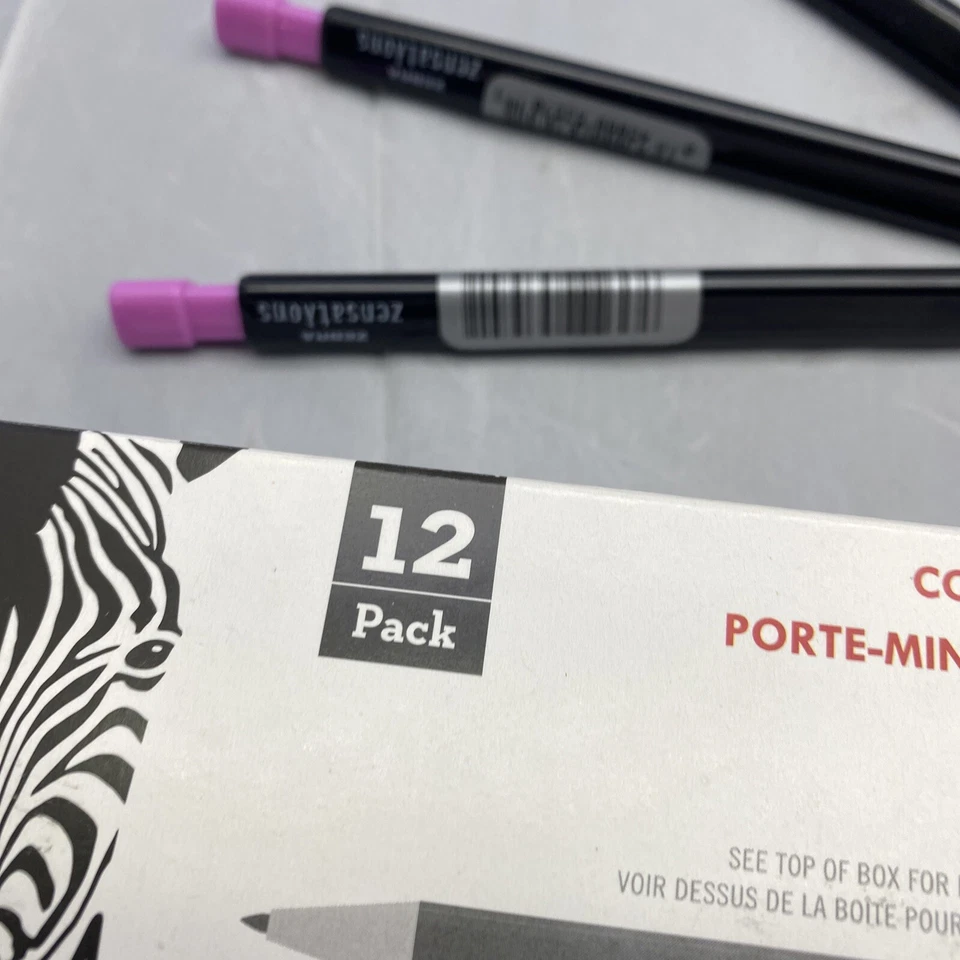 zensations
ZEBRA
zensations
ZEBRA
12
Pack
CO
PORTE-MIN
SEE TOP OF BOX FOR
VOIR DESSUS DE LA BOÎTE POUR